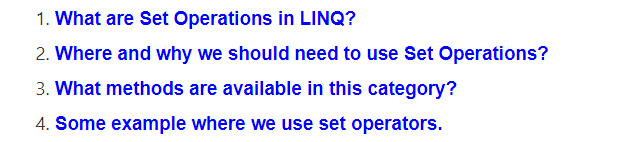 1. What are Set Operations in LINQ?
2. Where and why we should need to use Set Operations?
3. What methods are available in this category?
4. Some example where we use set operators.